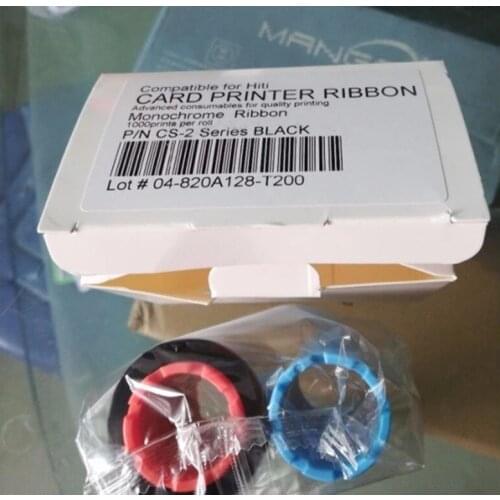 MANG
Compatible for Hiti
CARD PRINTER RIBBON
Advanced consumables for quality printing
Monochrome Ribbon
1000prints per roll
P/N CS-2 Series BLACK
Lot # 04-820A128-T200